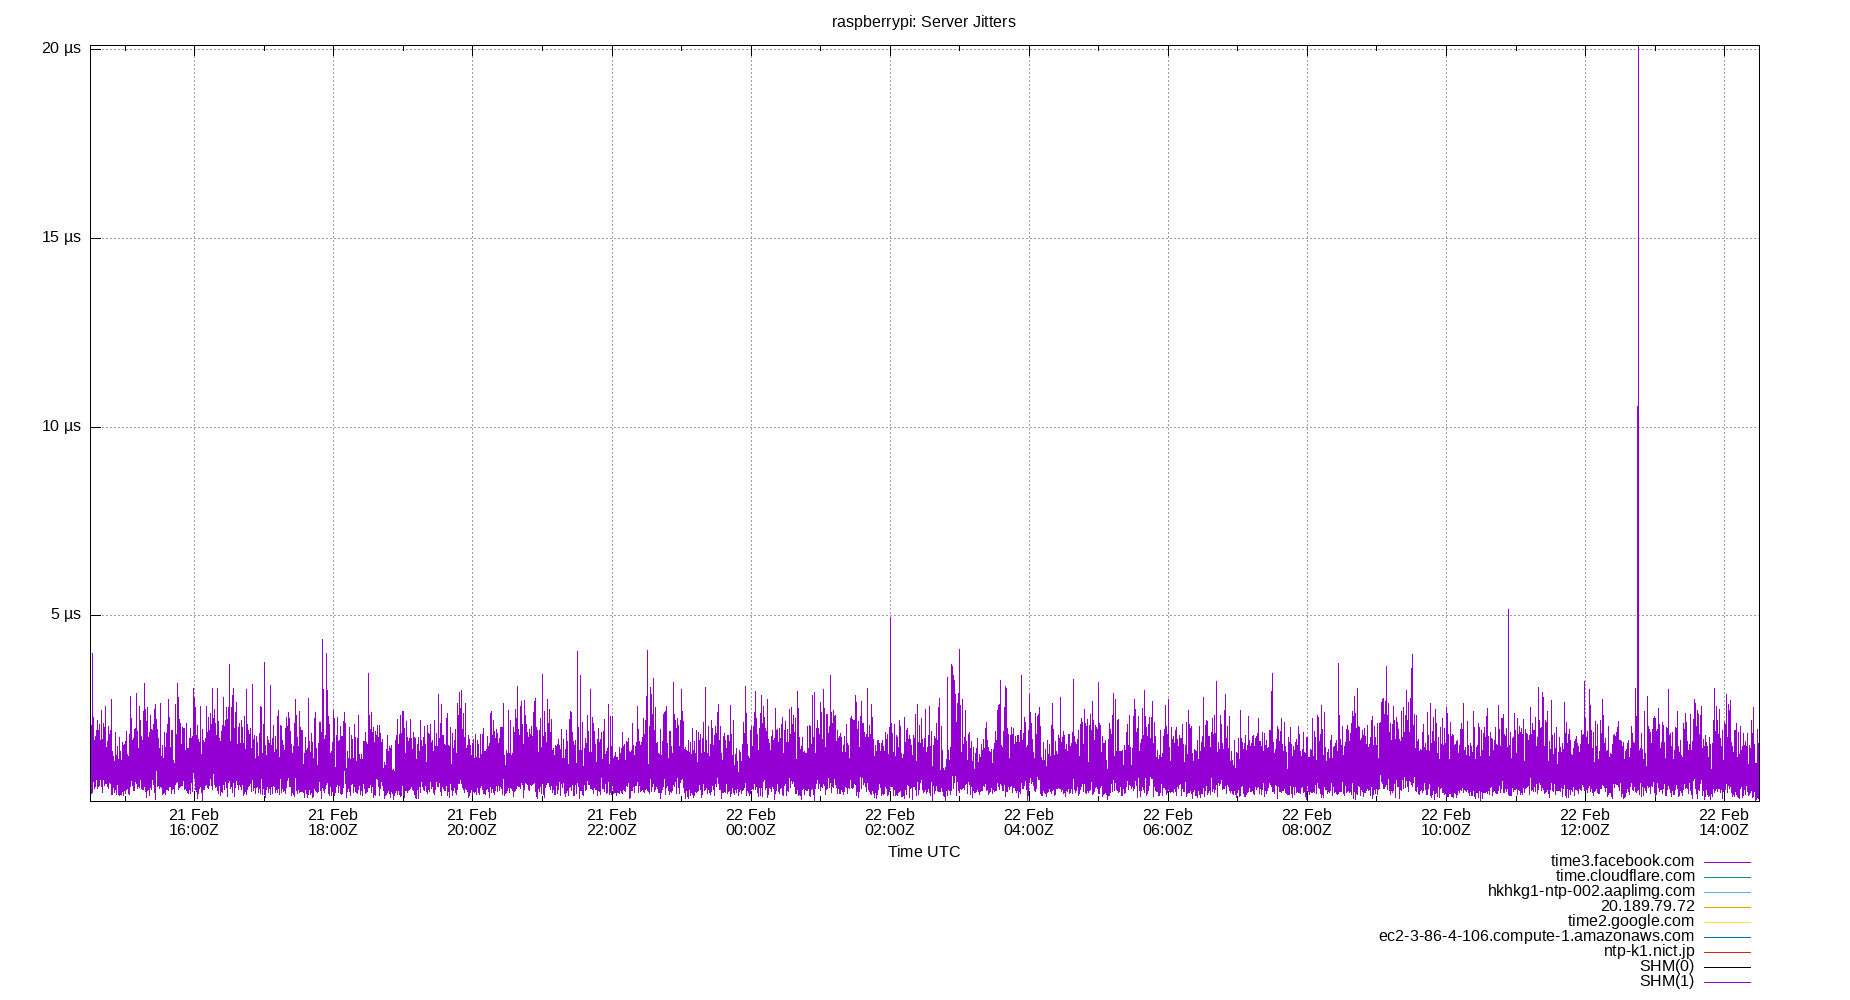 raspberrypi: Server Jitters
20 µs
15 µs
10 µs
5 µs
21 Feb 21 Feb 21 Feb 21 Feb 22 Feb 22 Feb 22 Feb 22 Feb 22 Feb 22 Feb 22 Feb 22 Feb
16:00Z 18:00Z 20:00Z 22:00Z 00:00Z 02:00Z 04:00Z 06:00Z 08:00Z 10:00Z 12:00Z 14:00Z
Time UTC
time3.facebook.com
time.cloudflare.com
hkhkg1-ntp-002.aaplimg.com
20.189.79.72
time2.google.com
ec2-3-86-4-106.compute-1.amazonaws.com
ntp-k1.nict.jp
SHM(0)
SHM(1)